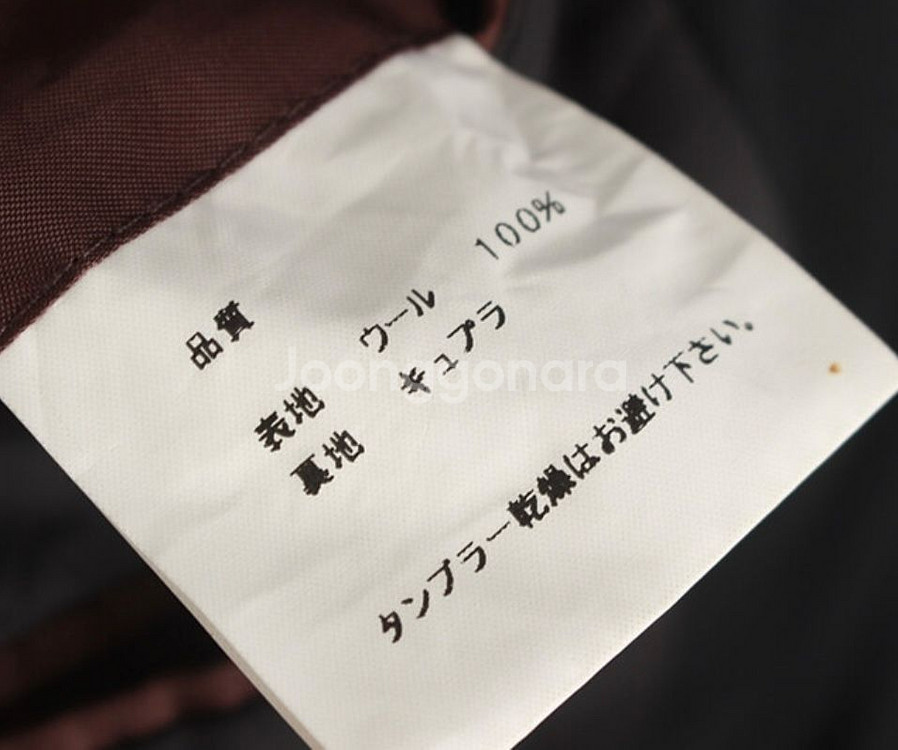 品質
表地 ウール 100%
裏地 キュプラ
タンブラー乾燥はお避け下さい。
Joonggonara